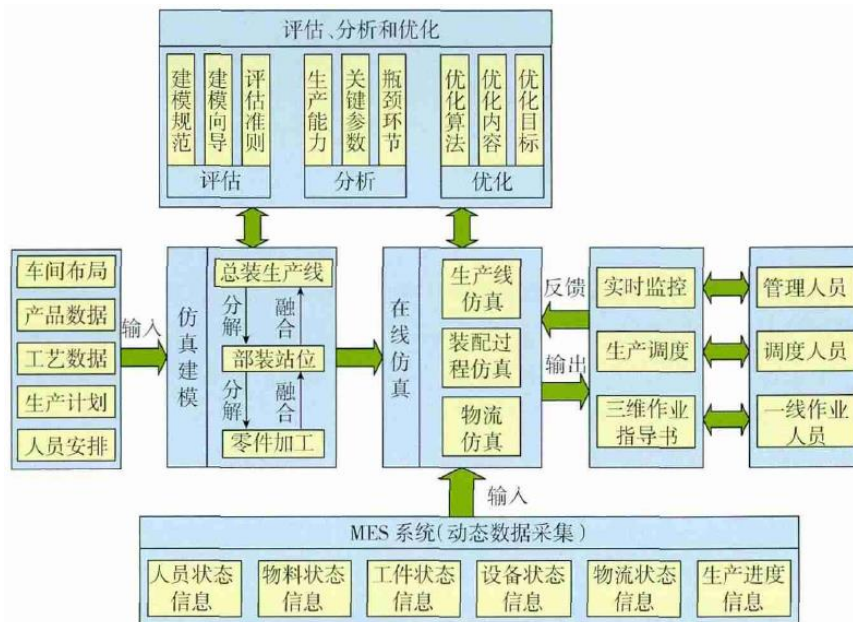 评估、分析和优化
建模规范
建模向导
评估准则
评估
生产能力
关键参数
瓶颈环节
分析
优化算法
优化内容
优化目标
优化
车间布局
产品数据
工艺数据
生产计划
人员安排
输入
仿真建模
总装生产线
分解
融合
部装站位
分解
融合
零件加工
在线仿真
生产线
仿真
装配过
程仿真
物流
仿真
反馈
输出
实时监控
生产调度
三维作业
指导书
管理人员
调度人员
一线作业
人员
输入
MES 系统(动态数据采集)
人员状态
信息
物料状态
信息
工件状态
信息
设备状态
信息
物流状态
信息
生产进度
信息